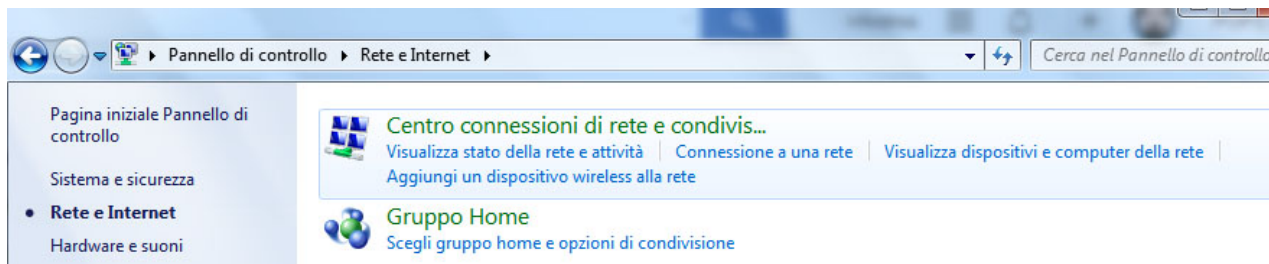 Pannello di controllo Rete e Internet
Cerca nel Pannello di controllo
Pagina iniziale Pannello di
controllo
Sistema e sicurezza
Rete e Internet
Hardware e suoni
Centro connessioni di rete e condivis...
Visualizza stato della rete e attività Connessione a una rete Visualizza dispositivi e computer della rete
Aggiungi un dispositivo wireless alla rete
Gruppo Home
Scegli gruppo home e opzioni di condivisione